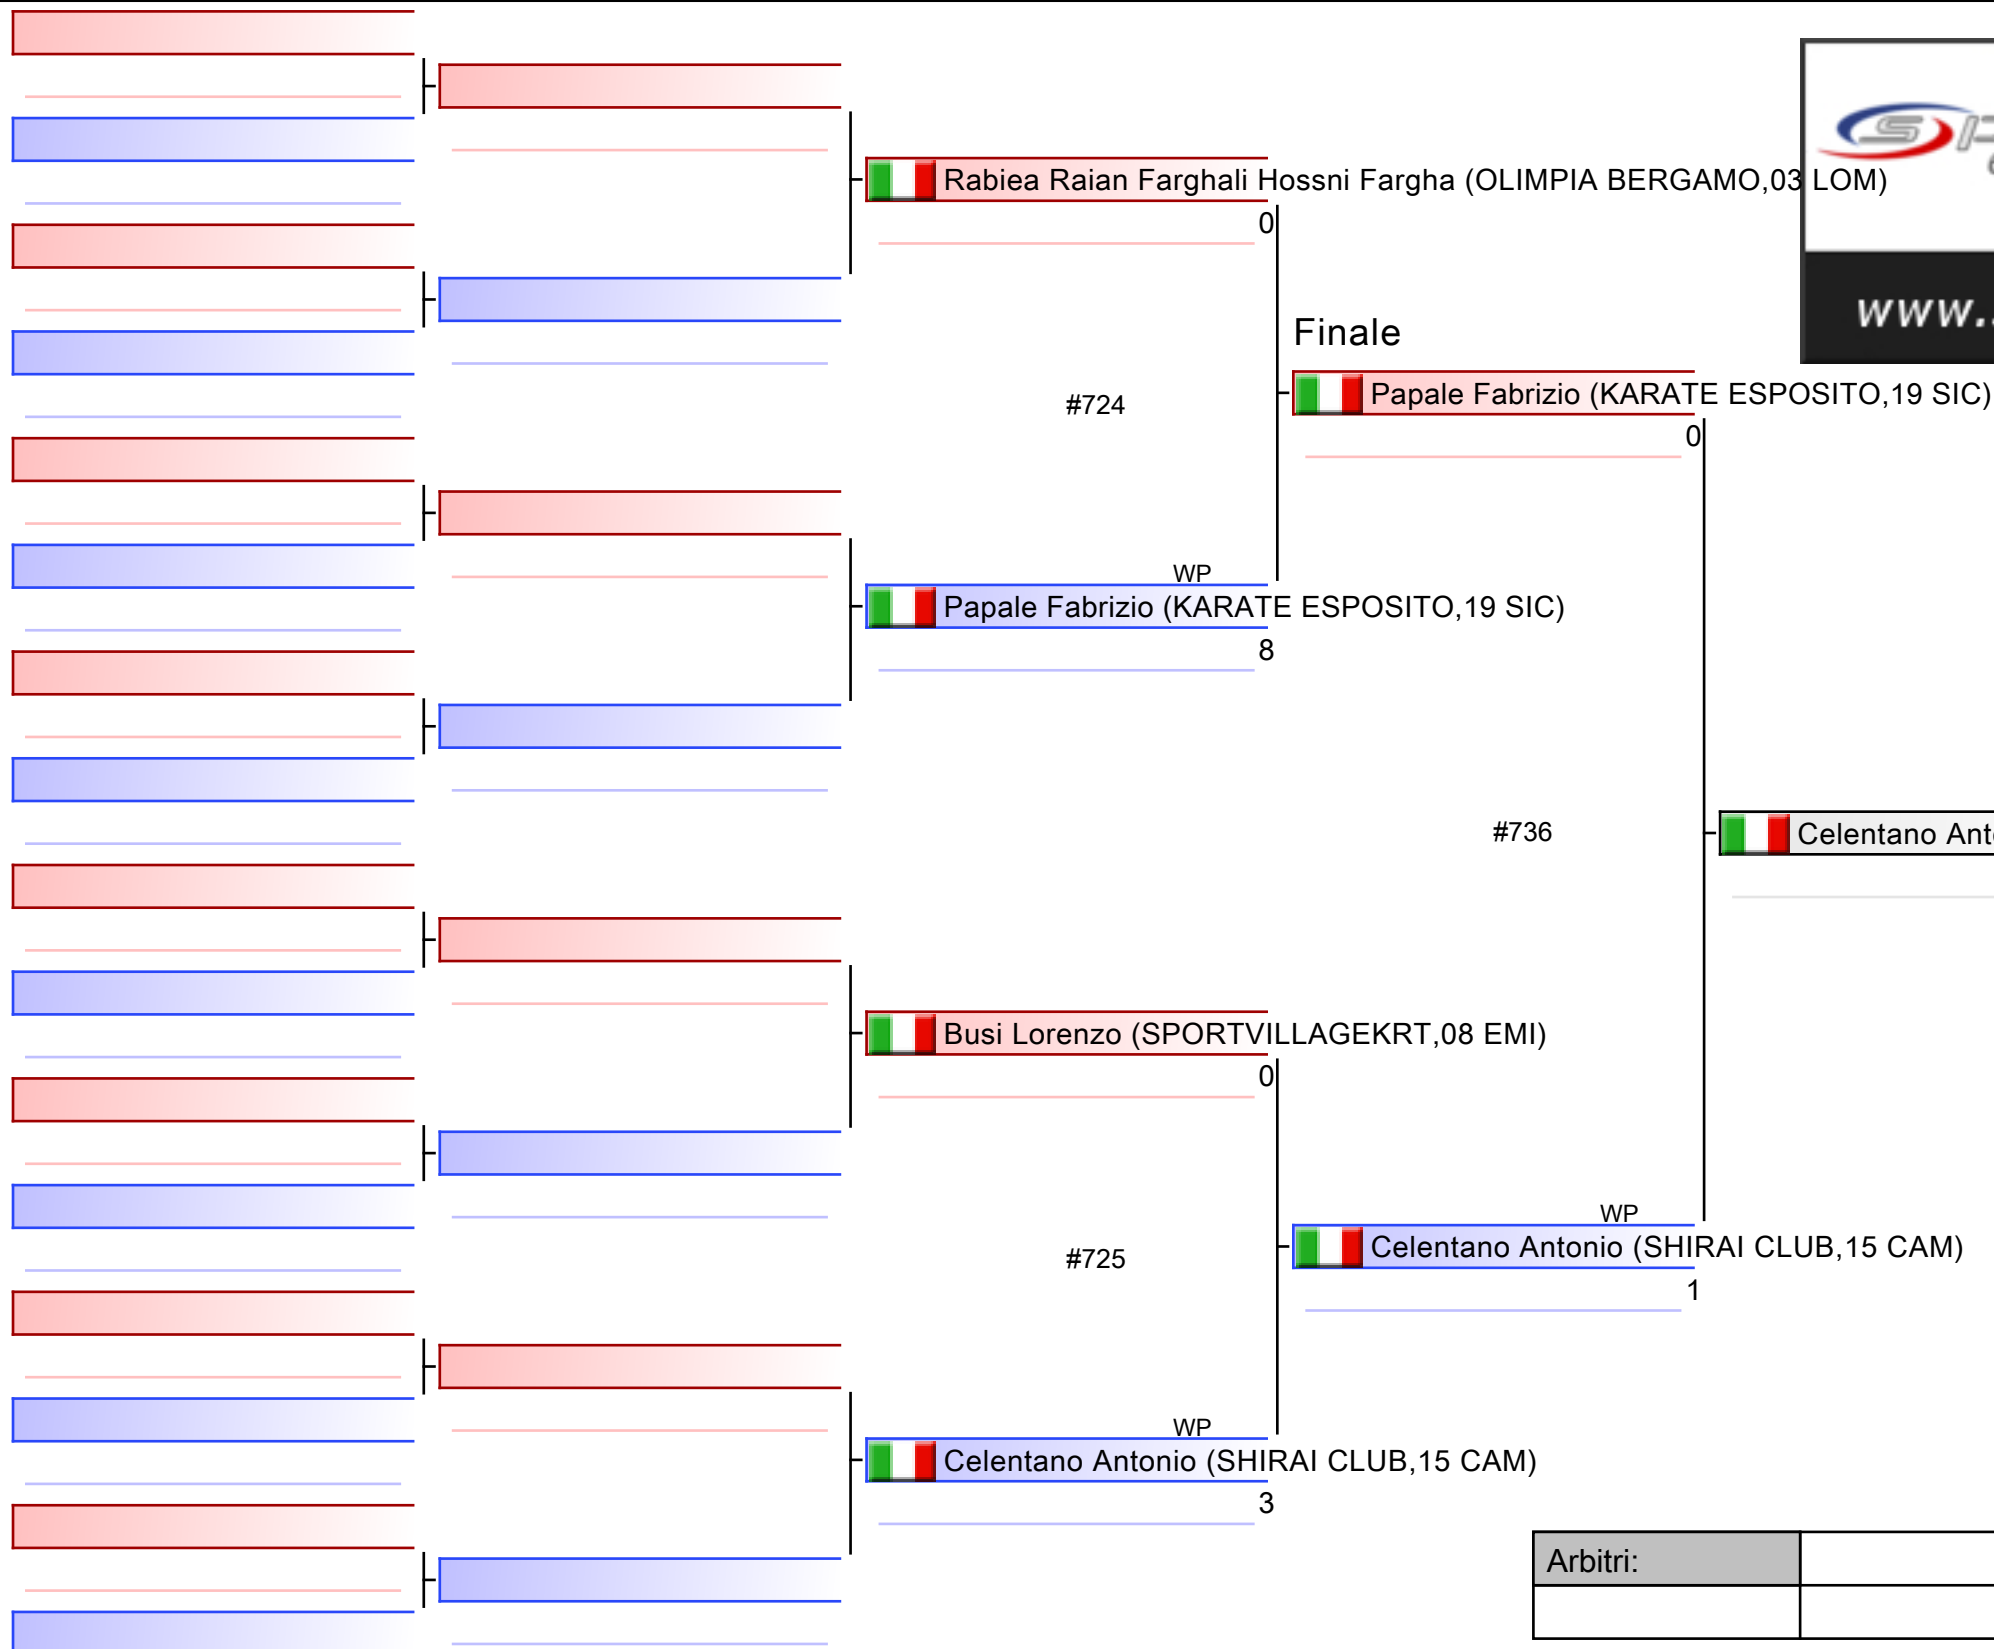 Rabiea Raian Farghali Hossni Fargha (OLIMPIA BERGAMO,03 LOM)
0
Finale
Papale Fabrizio (KARATE ESPOSITO,19 SIC)
0
#724
WP
Papale Fabrizio (KARATE ESPOSITO,19 SIC)
8
#736
Celentano Ant
Busi Lorenzo (SPORTVILLAGEKRT,08 EMI)
0
WP
Celentano Antonio (SHIRAI CLUB,15 CAM)
1
#725
WP
Celentano Antonio (SHIRAI CLUB,15 CAM)
3
Arbitri:
www.